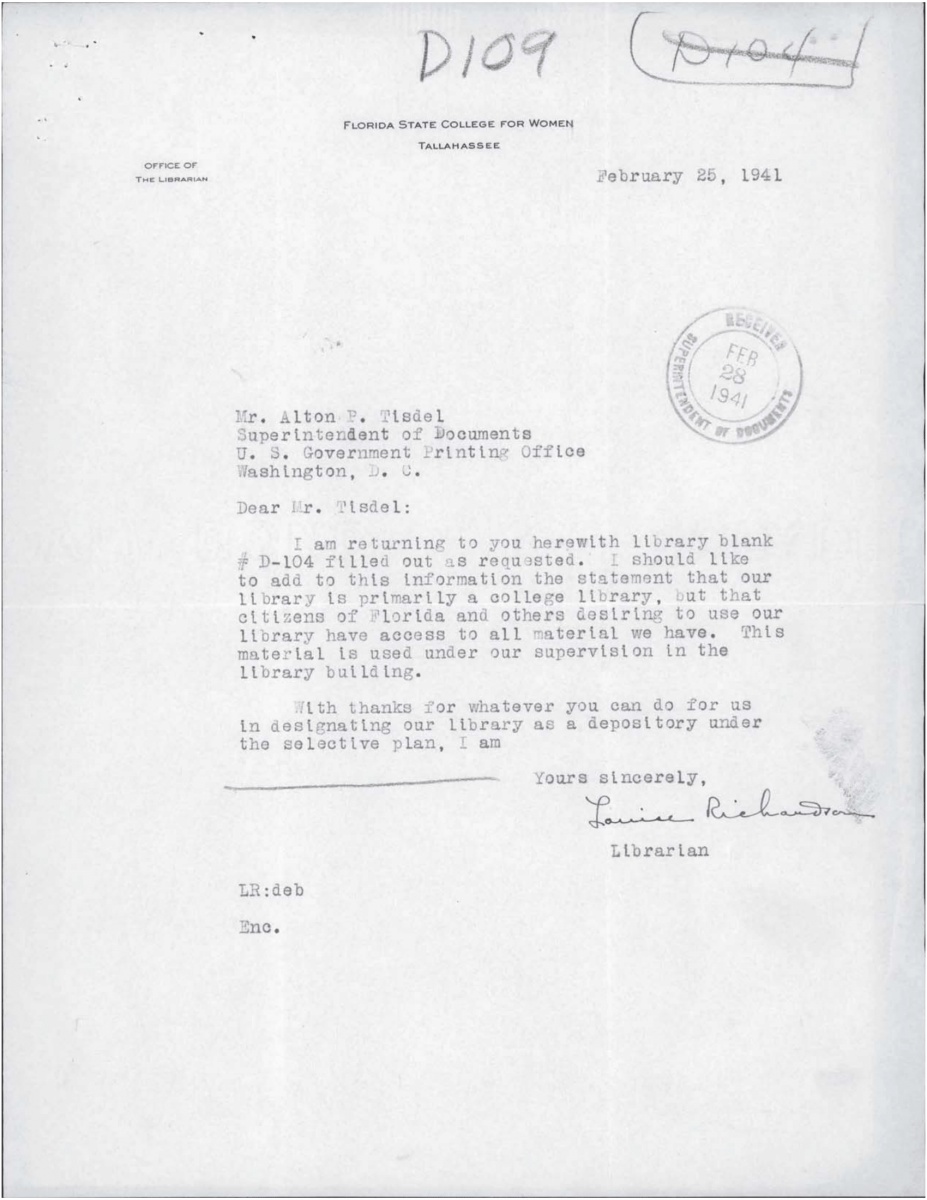 D109
D104
FLORIDA STATE COLLEGE FOR WOMEN
TALLAHASSEE
OFFICE OF
THE LIBRARIAN
February 25, 1941
RECEIVED
FEB
28
1941
SUPERINTENDENT OF DOCUMENTS
Mr. Alton P. Tisdel
Superintendent of Documents
U. S. Government Printing Office
Washington, D. C.
Dear Mr. Tisdel:
I am returning to you herewith library blank
# D-104 filled out as requested. I should like
to add to this information the statement that our
library is primarily a college library, but that
citizens of Florida and others desiring to use our
library have access to all material we have. This
material is used under our supervision in the
library building.
With thanks for whatever you can do for us
in designating our library as a depository under
the selective plan, I am
Yours sincerely,
Louise Richardson
Librarian
LR:deb
Enc.